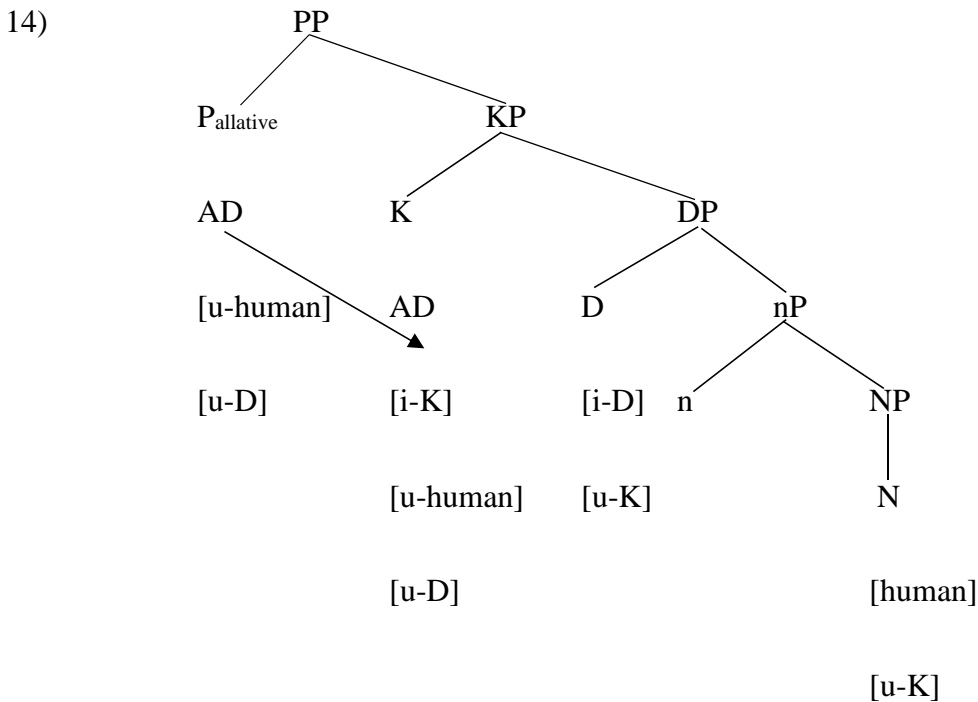 14) PP
P_allative KP
AD K DP
[u-human] AD D nP
[u-D] [i-K] [i-D] n NP
[u-human] [u-K] N
[u-D] [human]
[u-K]